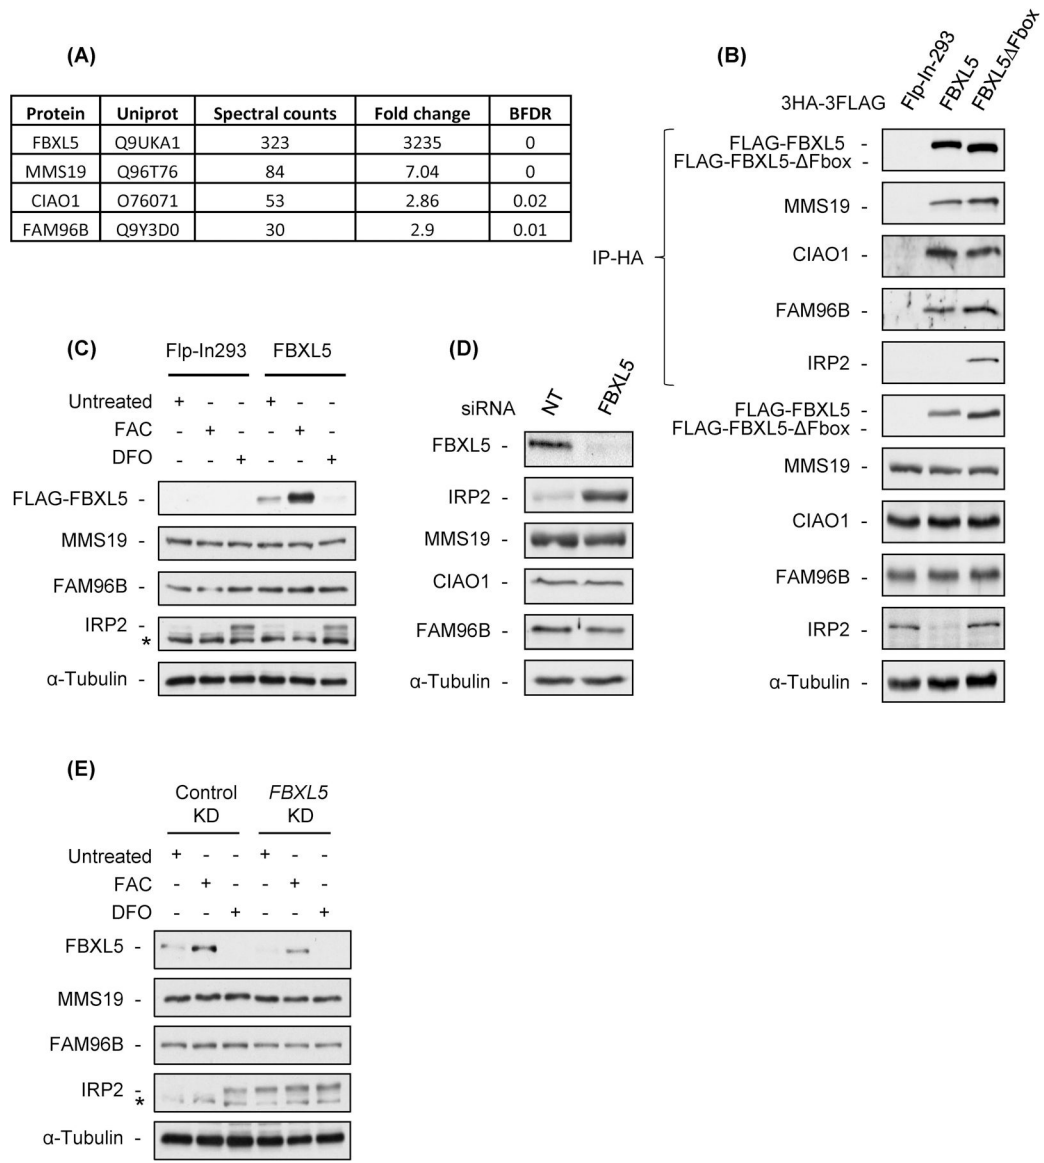 (A)
Protein Uniprot Spectral counts Fold change BFDR
FBXL5 Q9UKA1 323 3235 0
MMS19 Q96T76 84 7.04 0
CIAO1 O76071 53 2.86 0.02
FAM96B Q9Y3D0 30 2.9 0.01
(B)
3HA-3FLAG Flp-In-293 FBXL5 FBXL5ΔFbox
IP-HA
FLAG-FBXL5 -
FLAG-FBXL5-ΔFbox -
MMS19 -
CIAO1 -
FAM96B -
IRP2 -
FLAG-FBXL5 -
FLAG-FBXL5-ΔFbox -
MMS19 -
CIAO1 -
FAM96B -
IRP2 -
α-Tubulin -
(C)
Flp-In293 FBXL5
Untreated + - - + - -
FAC - + - - + -
DFO - - + - - +
FLAG-FBXL5 -
MMS19 -
FAM96B -
IRP2 -
*
α-Tubulin -
(D)
siRNA NT FBXL5
FBXL5 -
IRP2 -
MMS19 -
CIAO1 -
FAM96B -
α-Tubulin -
(E)
Control FBXL5
KD KD
Untreated + - - + - -
FAC - + - - + -
DFO - - + - - +
FBXL5 -
MMS19 -
FAM96B -
IRP2 -
*
α-Tubulin -